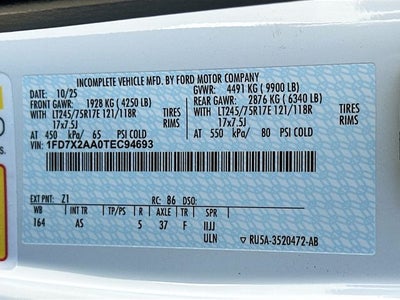 INCOMPLETE VEHICLE MFD. BY FORD MOTOR COMPANY
DATE: 10/25 GVWR: 4491 KG ( 9900 LB)
FRONT GAWR: 1928 KG ( 4250 LB) REAR GAWR: 2876 KG ( 6340 LB)
WITH LT245/75R17E 121/118R TIRES WITH LT245/75R17E 121/118R TIRES
17x7.5J RIMS 17x7.5J RIMS
AT 450 kPa/ 65 PSI COLD AT 550 kPa/ 80 PSI COLD
VIN: 1FD7X2AA0TEC94693
EXT PNT: Z1 RC: 86 DSO:
WB INT TR TP/PS R AXLE TR SPR
164 AS 5 37 F IIJJ
ULN ▽ RU5A-3520472-AB